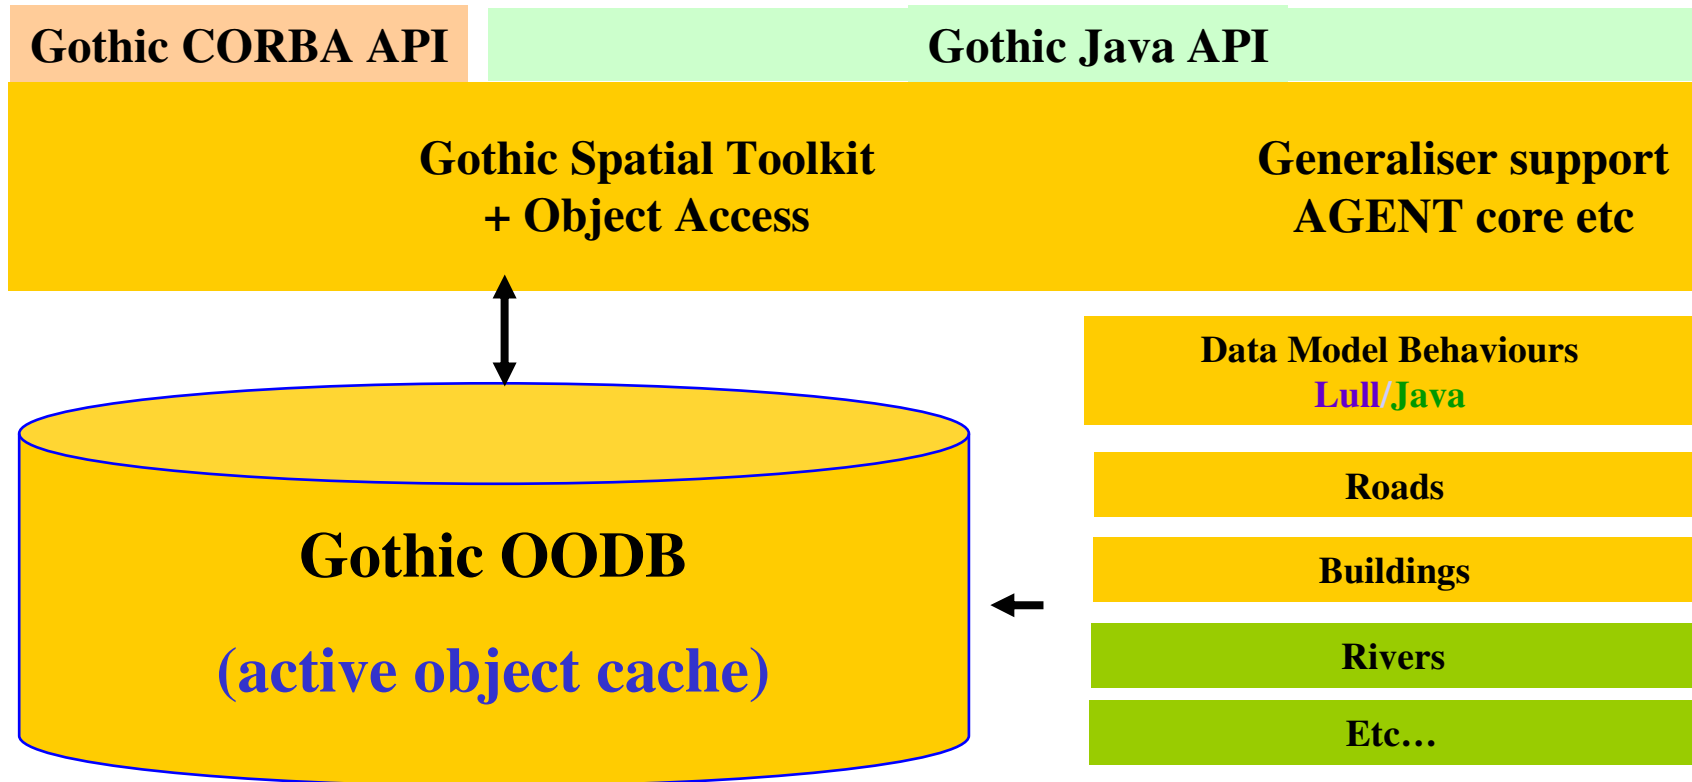 Gothic CORBA API
Gothic Java API
Gothic Spatial Toolkit
+ Object Access
Generaliser support
AGENT core etc
Data Model Behaviours
Lull/Java
Roads
Buildings
Rivers
Etc…
Gothic OODB
(active object cache)